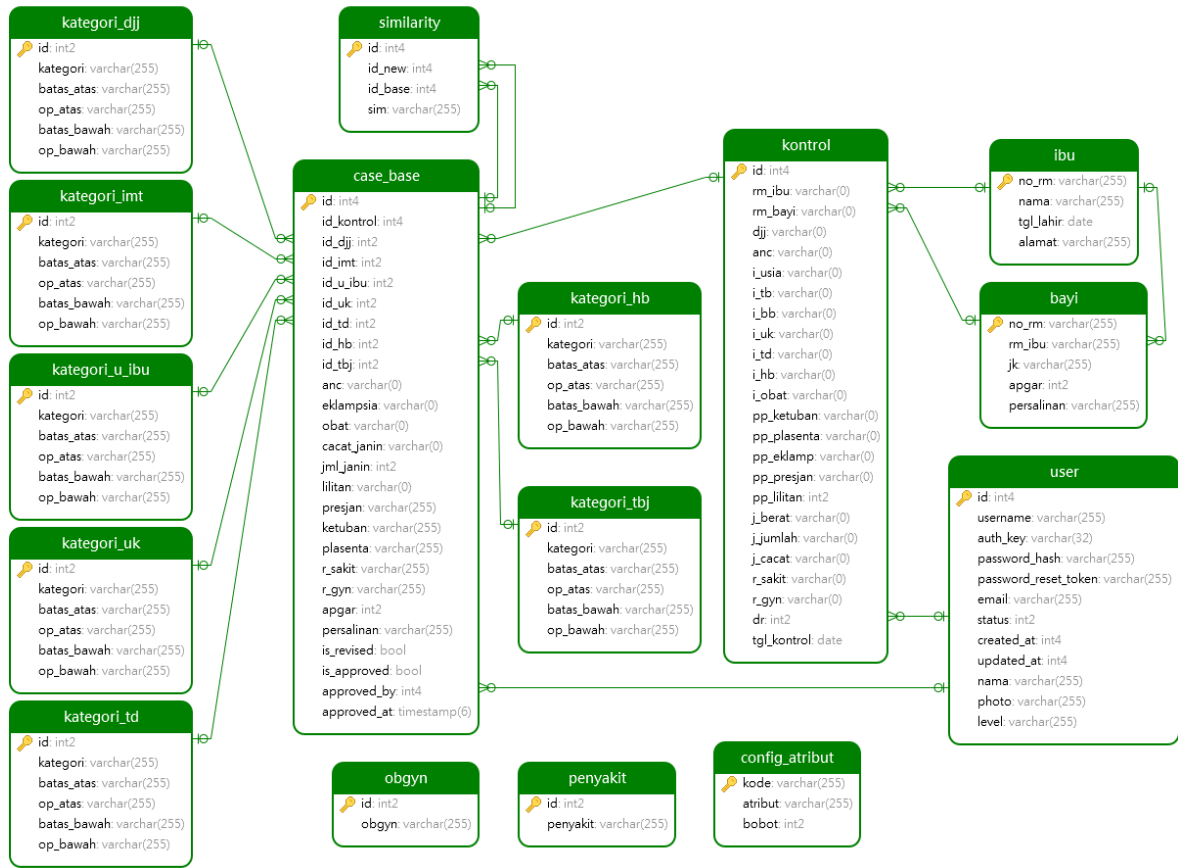 kategori_djj
id: int2
kategori: varchar(255)
batas_atas: varchar(255)
op_atas: varchar(255)
batas_bawah: varchar(255)
op_bawah: varchar(255)
kategori_imt
id: int2
kategori: varchar(255)
batas_atas: varchar(255)
op_atas: varchar(255)
batas_bawah: varchar(255)
op_bawah: varchar(255)
kategori_u_ibu
id: int2
kategori: varchar(255)
batas_atas: varchar(255)
op_atas: varchar(255)
batas_bawah: varchar(255)
op_bawah: varchar(255)
kategori_uk
id: int2
kategori: varchar(255)
batas_atas: varchar(255)
op_atas: varchar(255)
batas_bawah: varchar(255)
op_bawah: varchar(255)
kategori_td
id: int2
kategori: varchar(255)
batas_atas: varchar(255)
op_atas: varchar(255)
batas_bawah: varchar(255)
op_bawah: varchar(255)
similarity
id: int4
id_new: int4
id_base: int4
sim: varchar(255)
case_base
id: int4
id_kontrol: int4
id_djj: int2
id_imt: int2
id_u_ibu: int2
id_uk: int2
id_td: int2
id_hb: int2
id_tbj: int2
anc: varchar(0)
eklampsia: varchar(0)
obat: varchar(0)
cacat_janin: varchar(0)
jml_janin: int2
lilitan: varchar(0)
presjan: varchar(255)
ketuban: varchar(255)
plasenta: varchar(255)
r_sakit: varchar(255)
r_gyn: varchar(255)
apgar: int2
persalinan: varchar(255)
is_revised: bool
is_approved: bool
approved_by: int4
approved_at: timestamp(6)
kategori_hb
id: int2
kategori: varchar(255)
batas_atas: varchar(255)
op_atas: varchar(255)
batas_bawah: varchar(255)
op_bawah: varchar(255)
kategori_tbj
id: int2
kategori: varchar(255)
batas_atas: varchar(255)
op_atas: varchar(255)
batas_bawah: varchar(255)
op_bawah: varchar(255)
kontrol
id: int4
rm_ibu: varchar(0)
rm_bayi: varchar(0)
djj: varchar(0)
anc: varchar(0)
i_usia: varchar(0)
i_tb: varchar(0)
i_bb: varchar(0)
i_uk: varchar(0)
i_td: varchar(0)
i_hb: varchar(0)
i_obat: varchar(0)
pp_ketuban: varchar(0)
pp_plasenta: varchar(0)
pp_eklamp: varchar(0)
pp_presjan: varchar(0)
pp_lilitan: int2
j_berat: varchar(0)
j_jumlah: varchar(0)
j_cacat: varchar(0)
r_sakit: varchar(0)
r_gyn: varchar(0)
dr: int2
tgl_kontrol: date
ibu
no_rm: varchar(255)
nama: varchar(255)
tgl_lahir: date
alamat: varchar(255)
bayi
no_rm: varchar(255)
rm_ibu: varchar(255)
jk: varchar(255)
apgar: int2
persalinan: varchar(255)
user
id: int4
username: varchar(255)
auth_key: varchar(32)
password_hash: varchar(255)
password_reset_token: varchar(255)
email: varchar(255)
status: int2
created_at: int4
updated_at: int4
nama: varchar(255)
photo: varchar(255)
level: varchar(255)
obgyn
id: int2
obgyn: varchar(255)
penyakit
id: int2
penyakit: varchar(255)
config_atribut
kode: varchar(255)
atribut: varchar(255)
bobot: int2